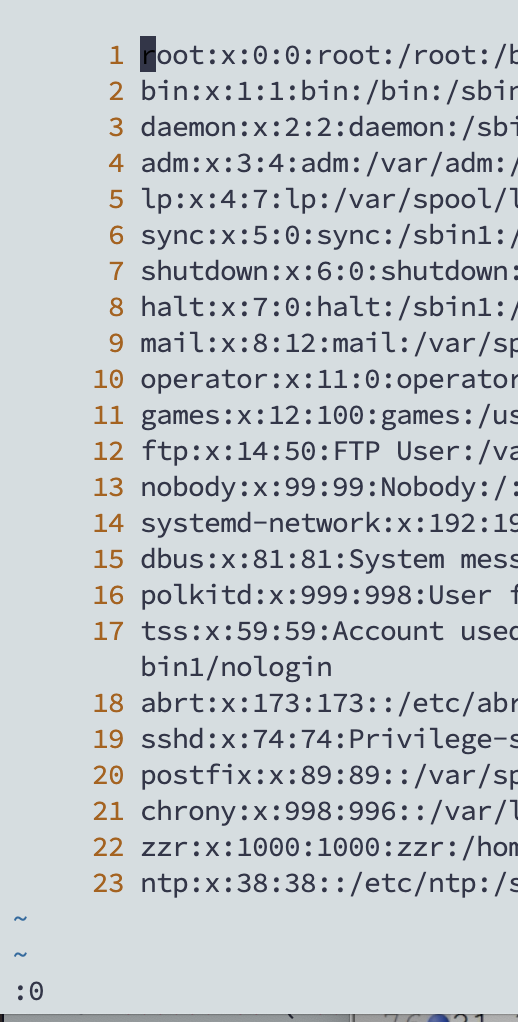 1 root:x:0:0:root:/root:/b
2 bin:x:1:1:bin:/bin:/sbin
3 daemon:x:2:2:daemon:/sbi
4 adm:x:3:4:adm:/var/adm:/
5 lp:x:4:7:lp:/var/spool/l
6 sync:x:5:0:sync:/sbin1:/
7 shutdown:x:6:0:shutdown:
8 halt:x:7:0:halt:/sbin1:/
9 mail:x:8:12:mail:/var/sp
10 operator:x:11:0:operator
11 games:x:12:100:games:/us
12 ftp:x:14:50:FTP User:/va
13 nobody:x:99:99:Nobody:/:
14 systemd-network:x:192:19
15 dbus:x:81:81:System mess
16 polkitd:x:999:998:User f
17 tss:x:59:59:Account used
bin1/nologin
18 abrt:x:173:173::/etc/abr
19 sshd:x:74:74:Privilege-s
20 postfix:x:89:89::/var/sp
21 chrony:x:998:996::/var/l
22 zzr:x:1000:1000:zzr:/hom
23 ntp:x:38:38::/etc/ntp:/s
~
~
:0